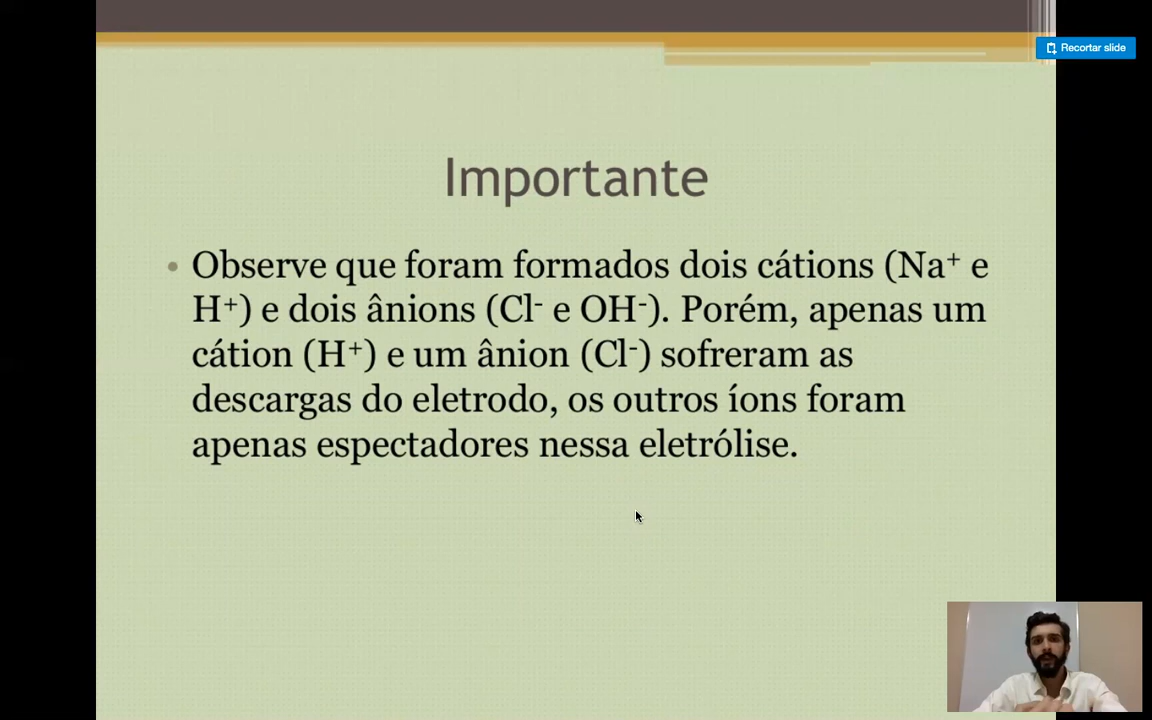 Recortar slide
Importante
• Observe que foram formados dois cátions (Na⁺ e
H⁺) e dois ânions (Cl⁻ e OH⁻). Porém, apenas um
cátion (H⁺) e um ânion (Cl⁻) sofreram as
descargas do eletrodo, os outros íons foram
apenas espectadores nessa eletrólise.